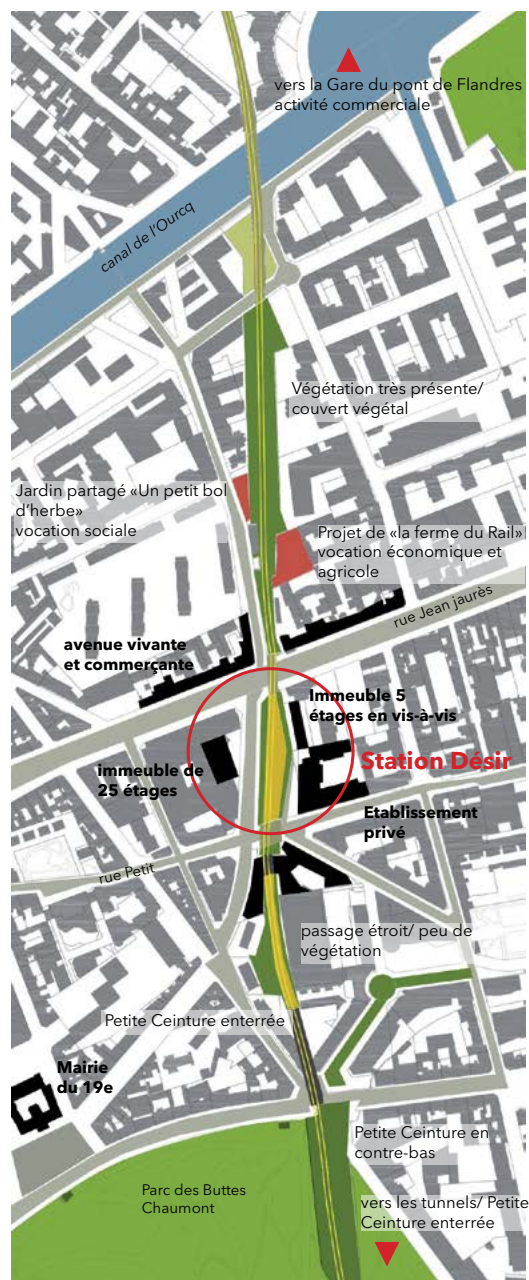 vers la Gare du pont de Flandres
activité commerciale
canal de l'Ourcq
Végétation très présente/
couvert végétal
Jardin partagé «Un petit bol
d'herbe»
vocation sociale
Projet de «la ferme du Rail»
vocation économique et
agricole
rue Jean jaurès
avenue vivante
et commerçante
Immeuble 5
étages en vis-à-vis
Station Désir
immeuble de
25 étages
Etablissement
privé
rue Petit
passage étroit/ peu de
végétation
Petite Ceinture enterrée
Mairie
du 19e
Petite Ceinture en
contre-bas
Parc des Buttes
Chaumont
vers les tunnels/ Petite
Ceinture enterrée